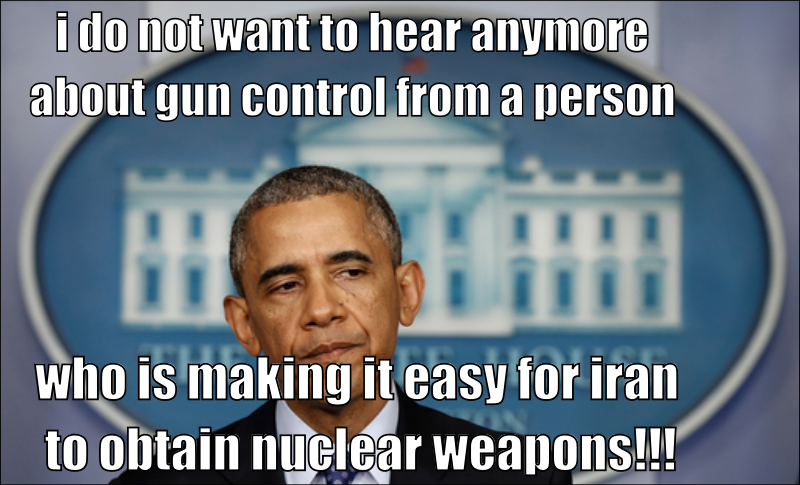 i do not want to hear anymore
about gun control from a person
who is making it easy for iran
to obtain nuclear weapons!!!